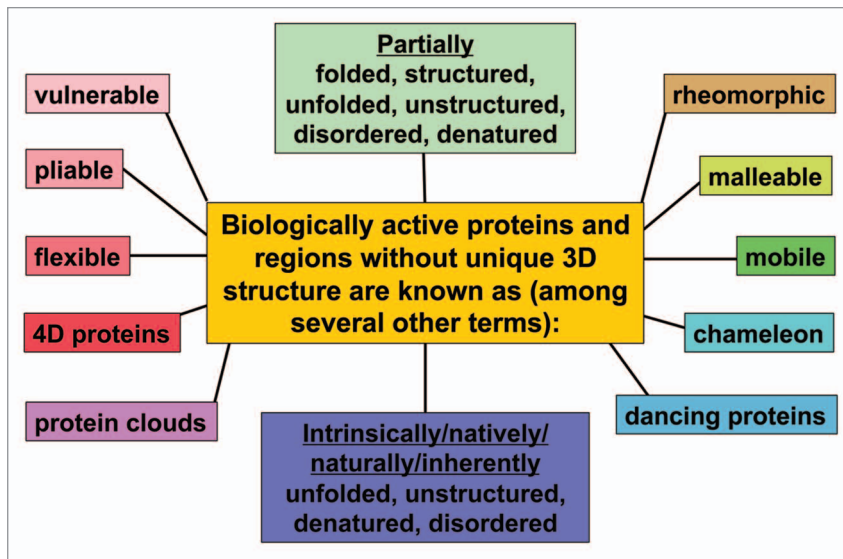 Partially
folded, structured,
unfolded, unstructured,
disordered, denatured
vulnerable
pliable
flexible
4D proteins
protein clouds
Biologically active proteins and
regions without unique 3D
structure are known as (among
several other terms):
rheomorphic
malleable
mobile
chameleon
dancing proteins
Intrinsically/natively/
naturally/inherently
unfolded, unstructured,
denatured, disordered